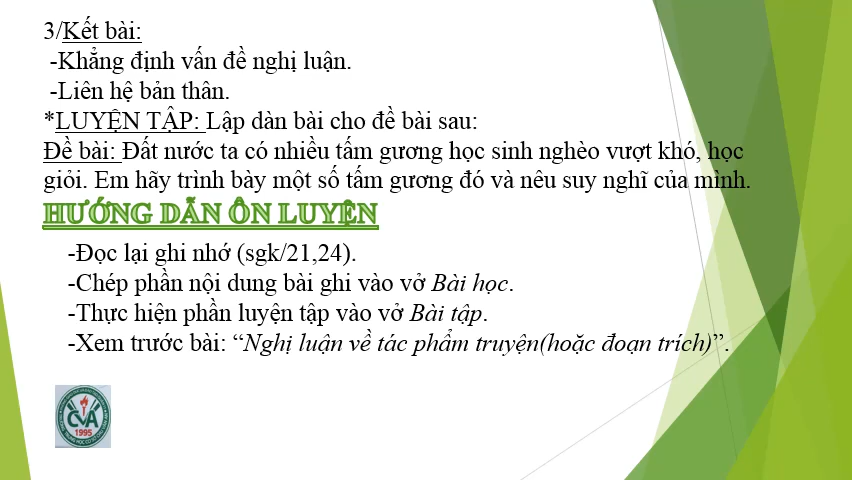 3/Kết bài:
-Khẳng định vấn đề nghị luận.
-Liên hệ bản thân.
*LUYỆN TẬP: Lập dàn bài cho đề bài sau:
Đề bài: Đất nước ta có nhiều tấm gương học sinh nghèo vượt khó, học
giỏi. Em hãy trình bày một số tấm gương đó và nêu suy nghĩ của mình.
HƯỚNG DẪN ÔN LUYỆN
-Đọc lại ghi nhớ (sgk/21,24).
-Chép phần nội dung bài ghi vào vở Bài học.
-Thực hiện phần luyện tập vào vở Bài tập.
-Xem trước bài: “Nghị luận về tác phẩm truyện(hoặc đoạn trích)”.
CVA
1995